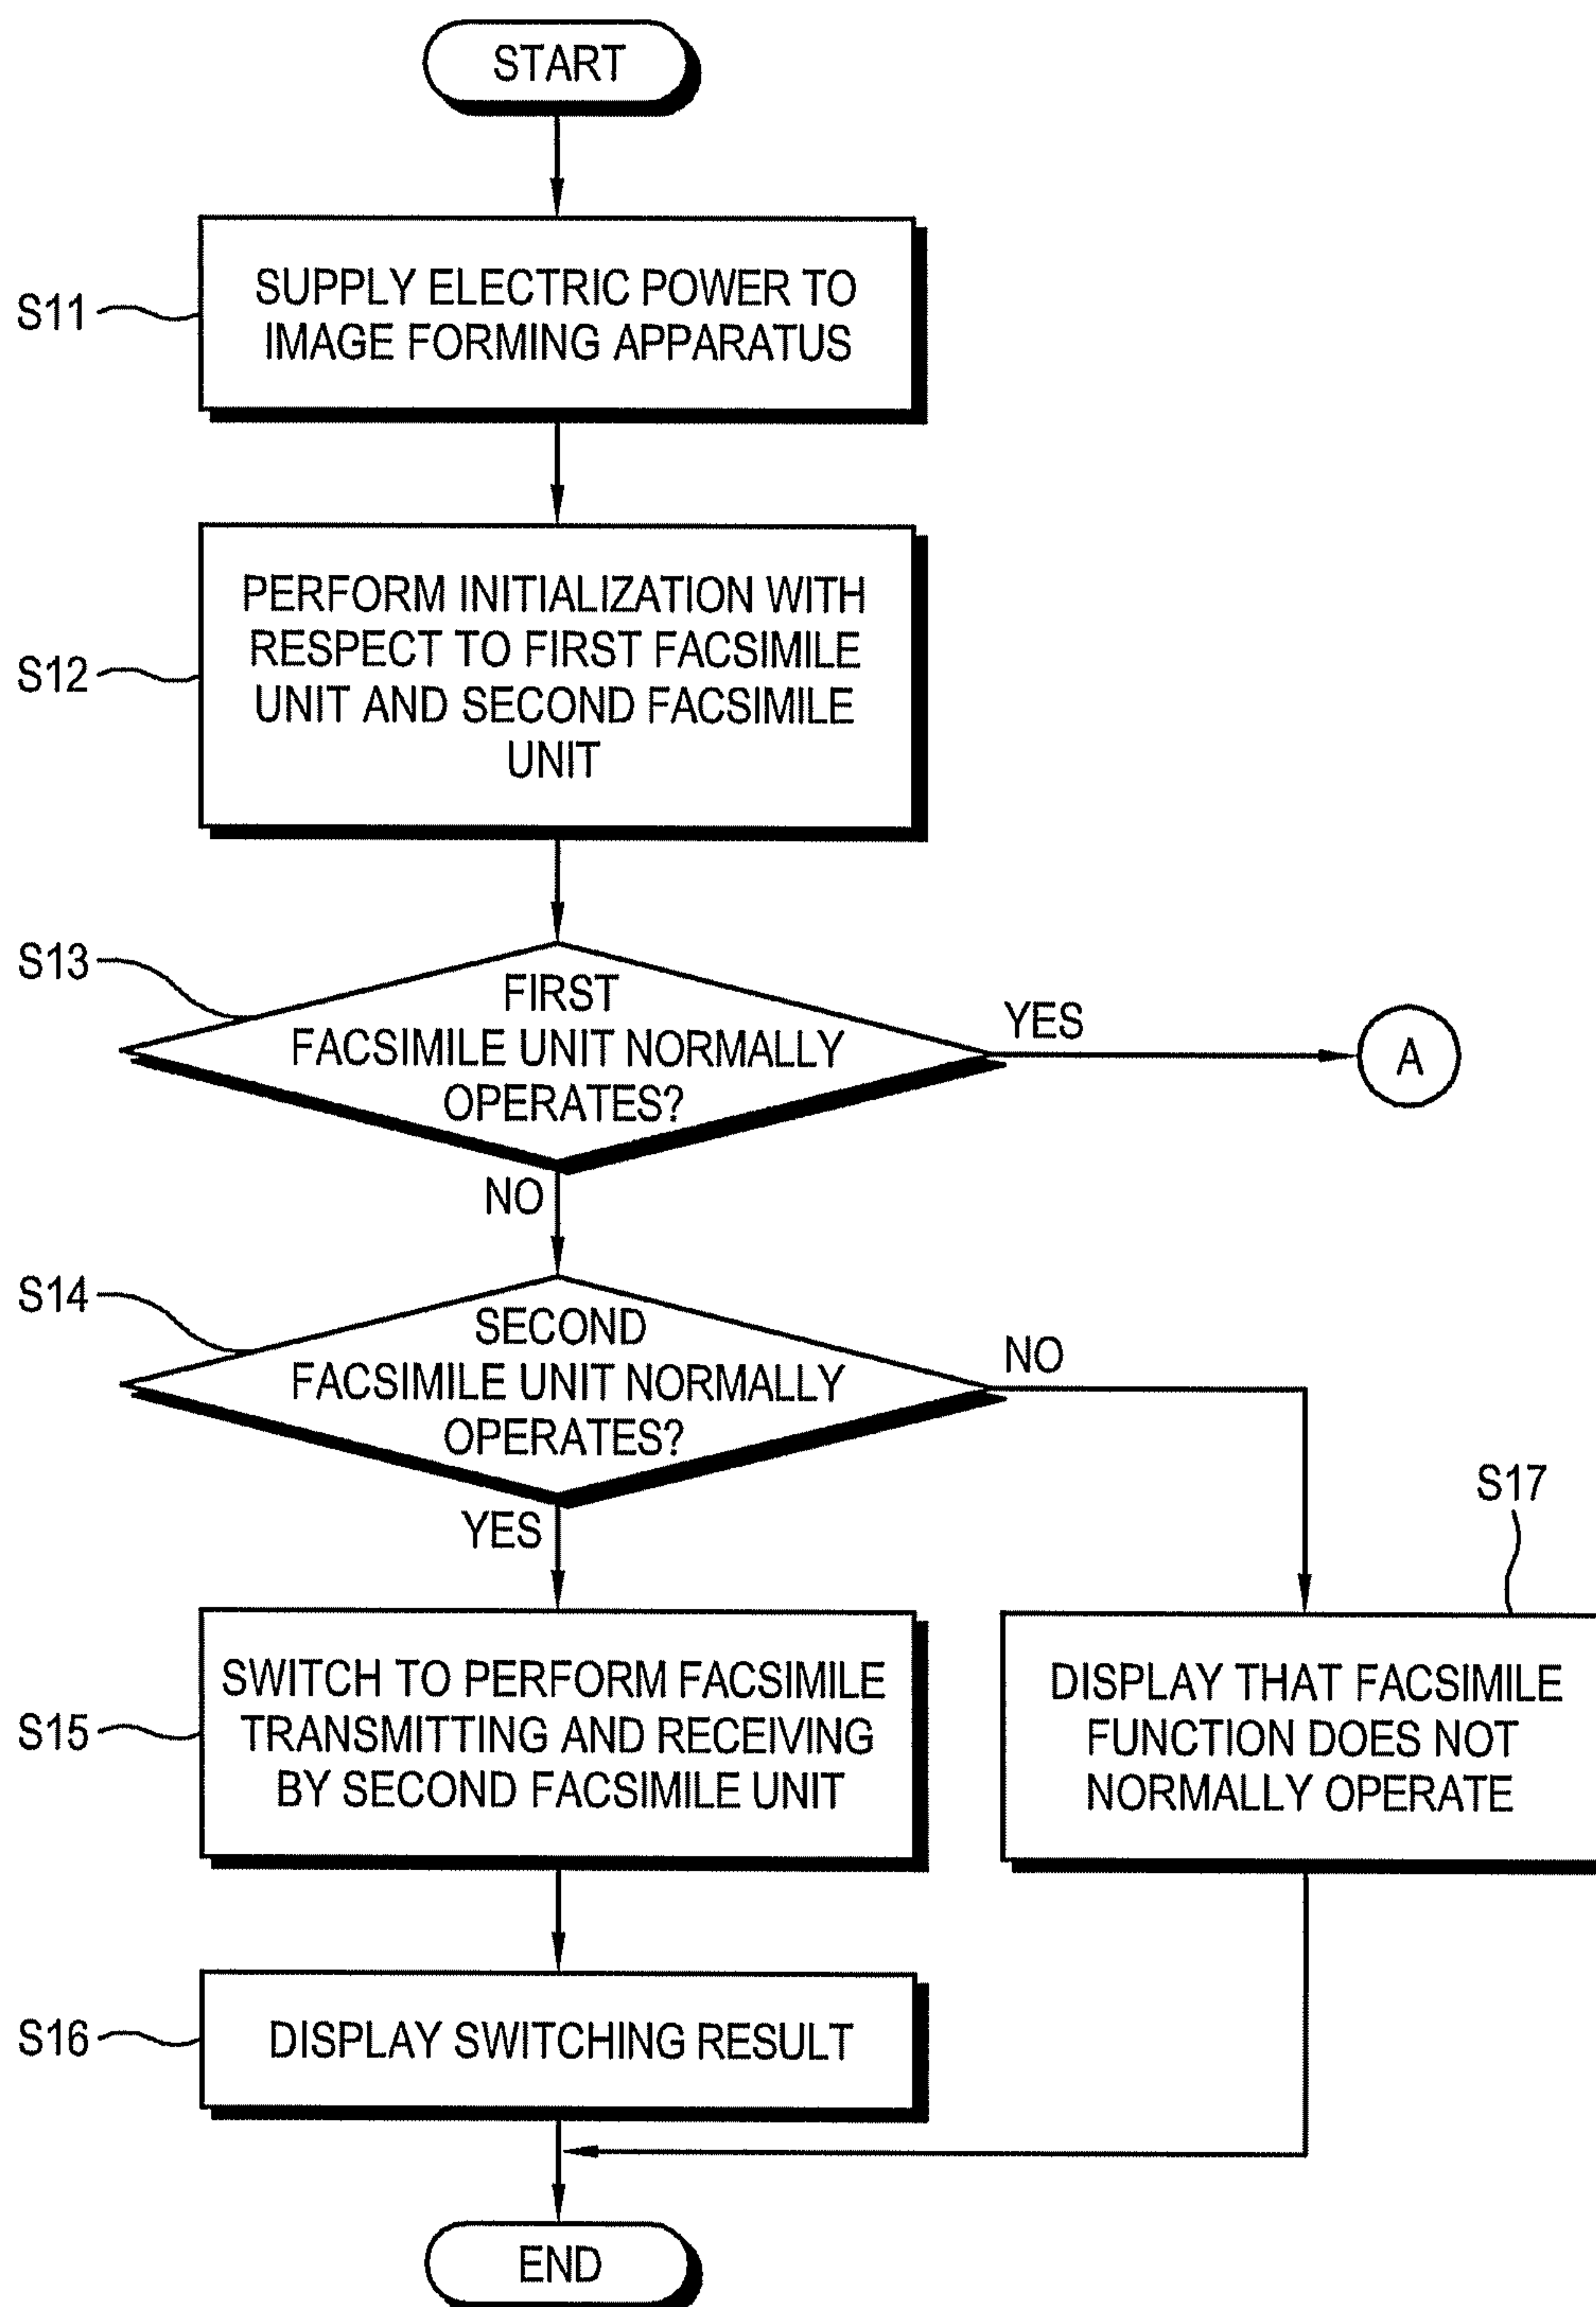 START
S11
SUPPLY ELECTRIC POWER TO
IMAGE FORMING APPARATUS
S12
PERFORM INITIALIZATION WITH
RESPECT TO FIRST FACSIMILE
UNIT AND SECOND FACSIMILE
UNIT
S13
FIRST
FACSIMILE UNIT NORMALLY
OPERATES?
YES
A
NO
S14
SECOND
FACSIMILE UNIT NORMALLY
OPERATES?
NO
YES
S15
SWITCH TO PERFORM FACSIMILE
TRANSMITTING AND RECEIVING
BY SECOND FACSIMILE UNIT
S17
DISPLAY THAT FACSIMILE
FUNCTION DOES NOT
NORMALLY OPERATE
S16
DISPLAY SWITCHING RESULT
END